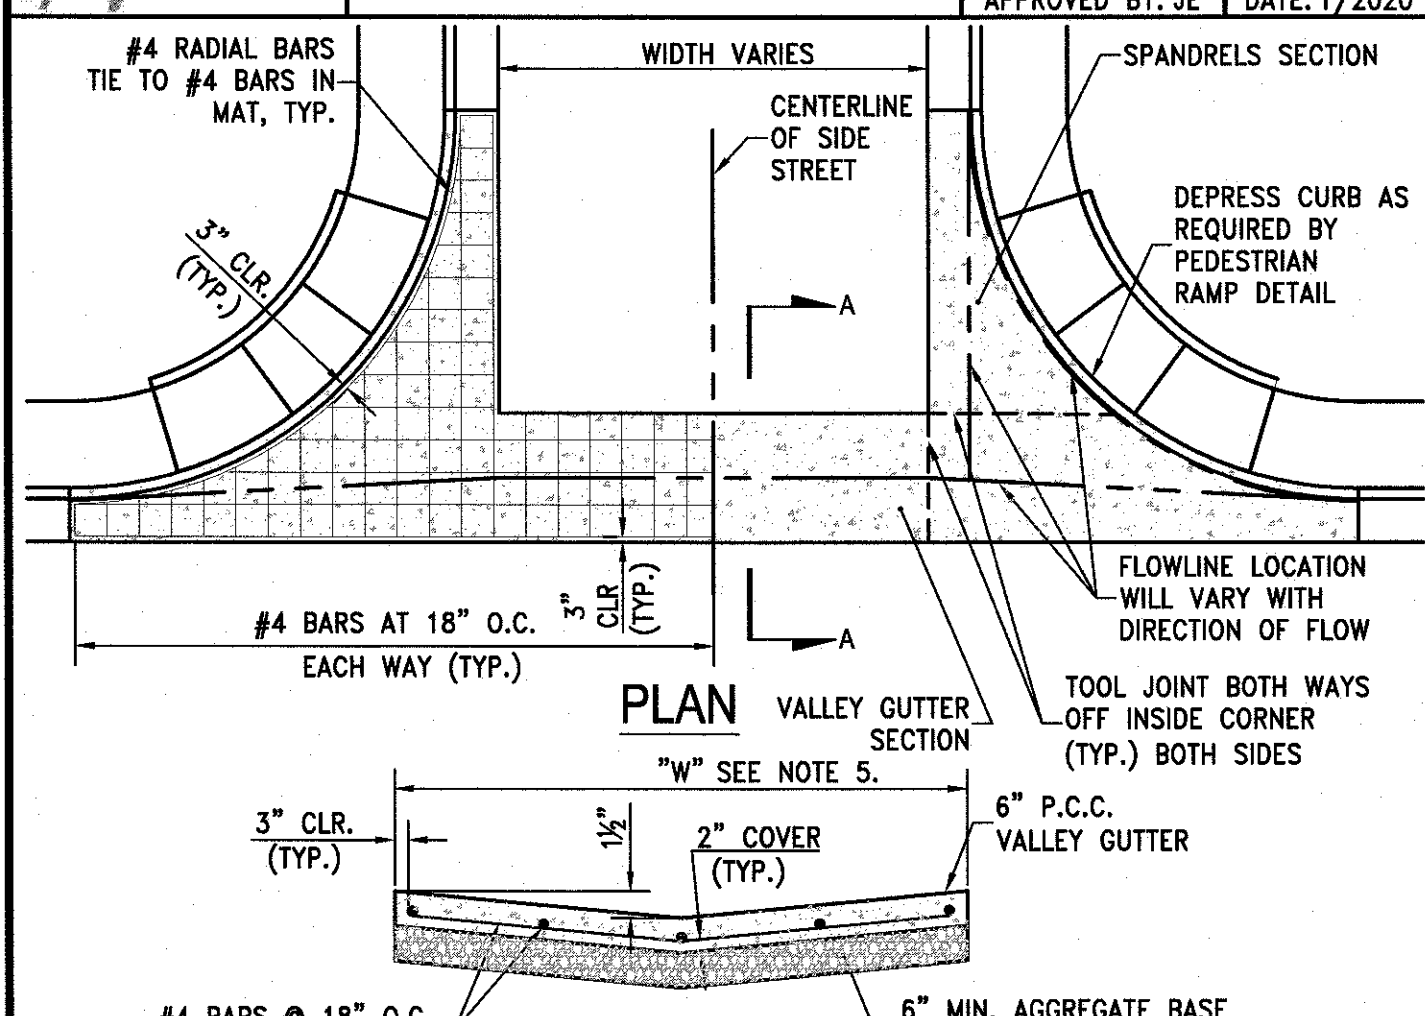 APPROVED BY: JE
DATE: 1/2020
#4 RADIAL BARS
TIE TO #4 BARS IN
MAT, TYP.
WIDTH VARIES
SPANDRELS SECTION
CENTERLINE
OF SIDE
STREET
DEPRESS CURB AS
REQUIRED BY
PEDESTRIAN
RAMP DETAIL
3" CLR.
(TYP.)
A
A
FLOWLINE LOCATION
WILL VARY WITH
DIRECTION OF FLOW
#4 BARS AT 18" O.C.
EACH WAY (TYP.)
3"
CLR
(TYP.)
PLAN
VALLEY GUTTER
SECTION
TOOL JOINT BOTH WAYS
OFF INSIDE CORNER
(TYP.) BOTH SIDES
"W" SEE NOTE 5.
3" CLR.
(TYP.)
1½"
2" COVER
(TYP.)
6" P.C.C.
VALLEY GUTTER
#4 BARS @ 18" O.C.
6" MIN. AGGREGATE BASE